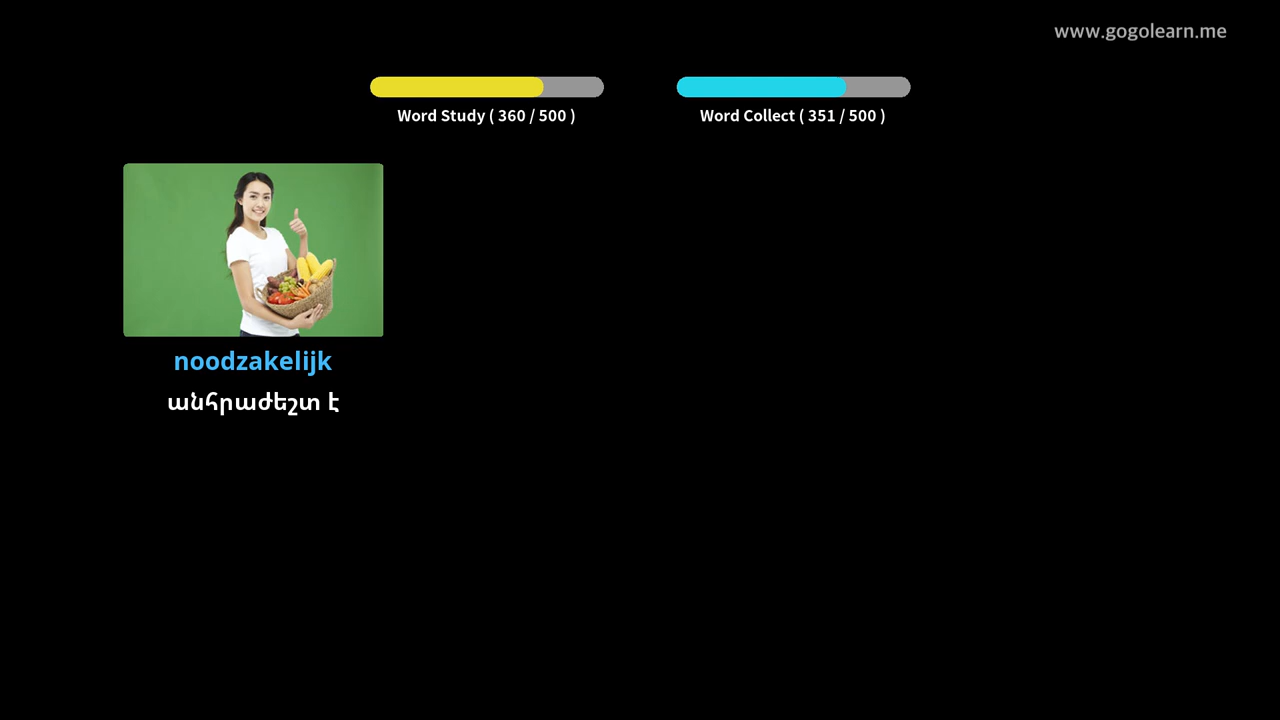 www.gogolearn.me
Word Study ( 360 / 500 )
Word Collect ( 351 / 500 )
noodzakelijk
անհրաժեշտ է